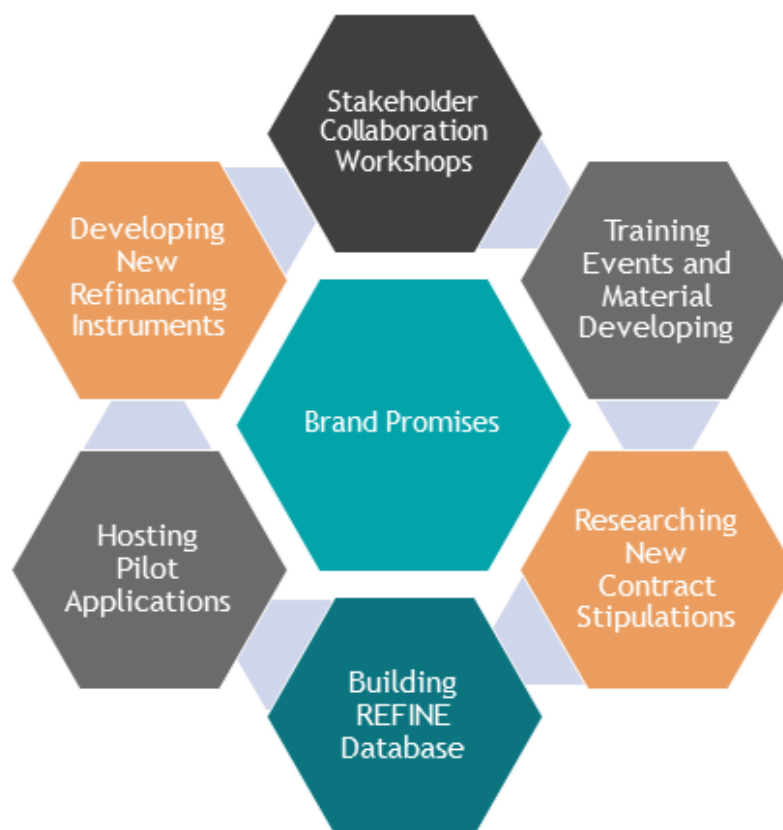 Stakeholder
Collaboration
Workshops
Training
Events and
Material
Developing
Researching
New
Contract
Stipulations
Building
REFINE
Database
Hosting
Pilot
Applications
Developing
New
Refinancing
Instruments
Brand Promises